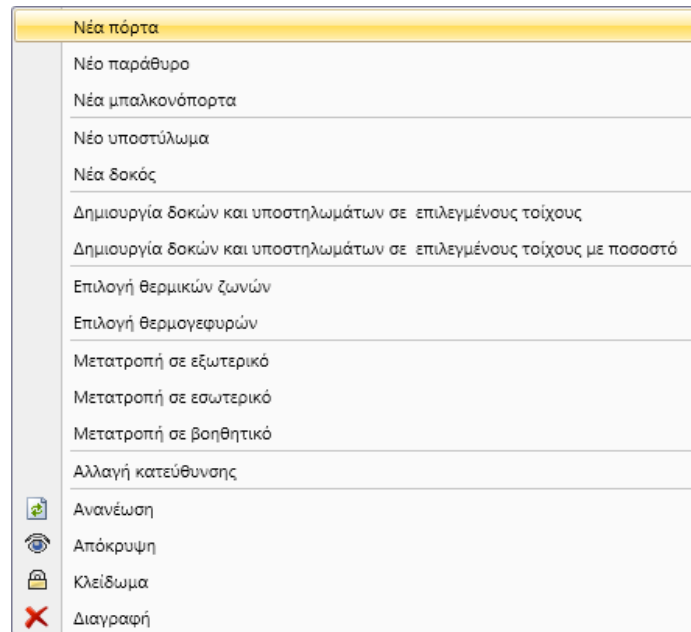 Νέα πόρτα
Νέο παράθυρο
Νέα μπαλκονόπορτα
Νέο υποστύλωμα
Νέα δοκός
Δημιουργία δοκών και υποστηλωμάτων σε επιλεγμένους τοίχους
Δημιουργία δοκών και υποστηλωμάτων σε επιλεγμένους τοίχους με ποσοστό
Επιλογή θερμικών ζωνών
Επιλογή θερμογεφυρών
Μετατροπή σε εξωτερικό
Μετατροπή σε εσωτερικό
Μετατροπή σε βοηθητικό
Αλλαγή κατεύθυνσης
Ανανέωση
Απόκρυψη
Κλείδωμα
Διαγραφή